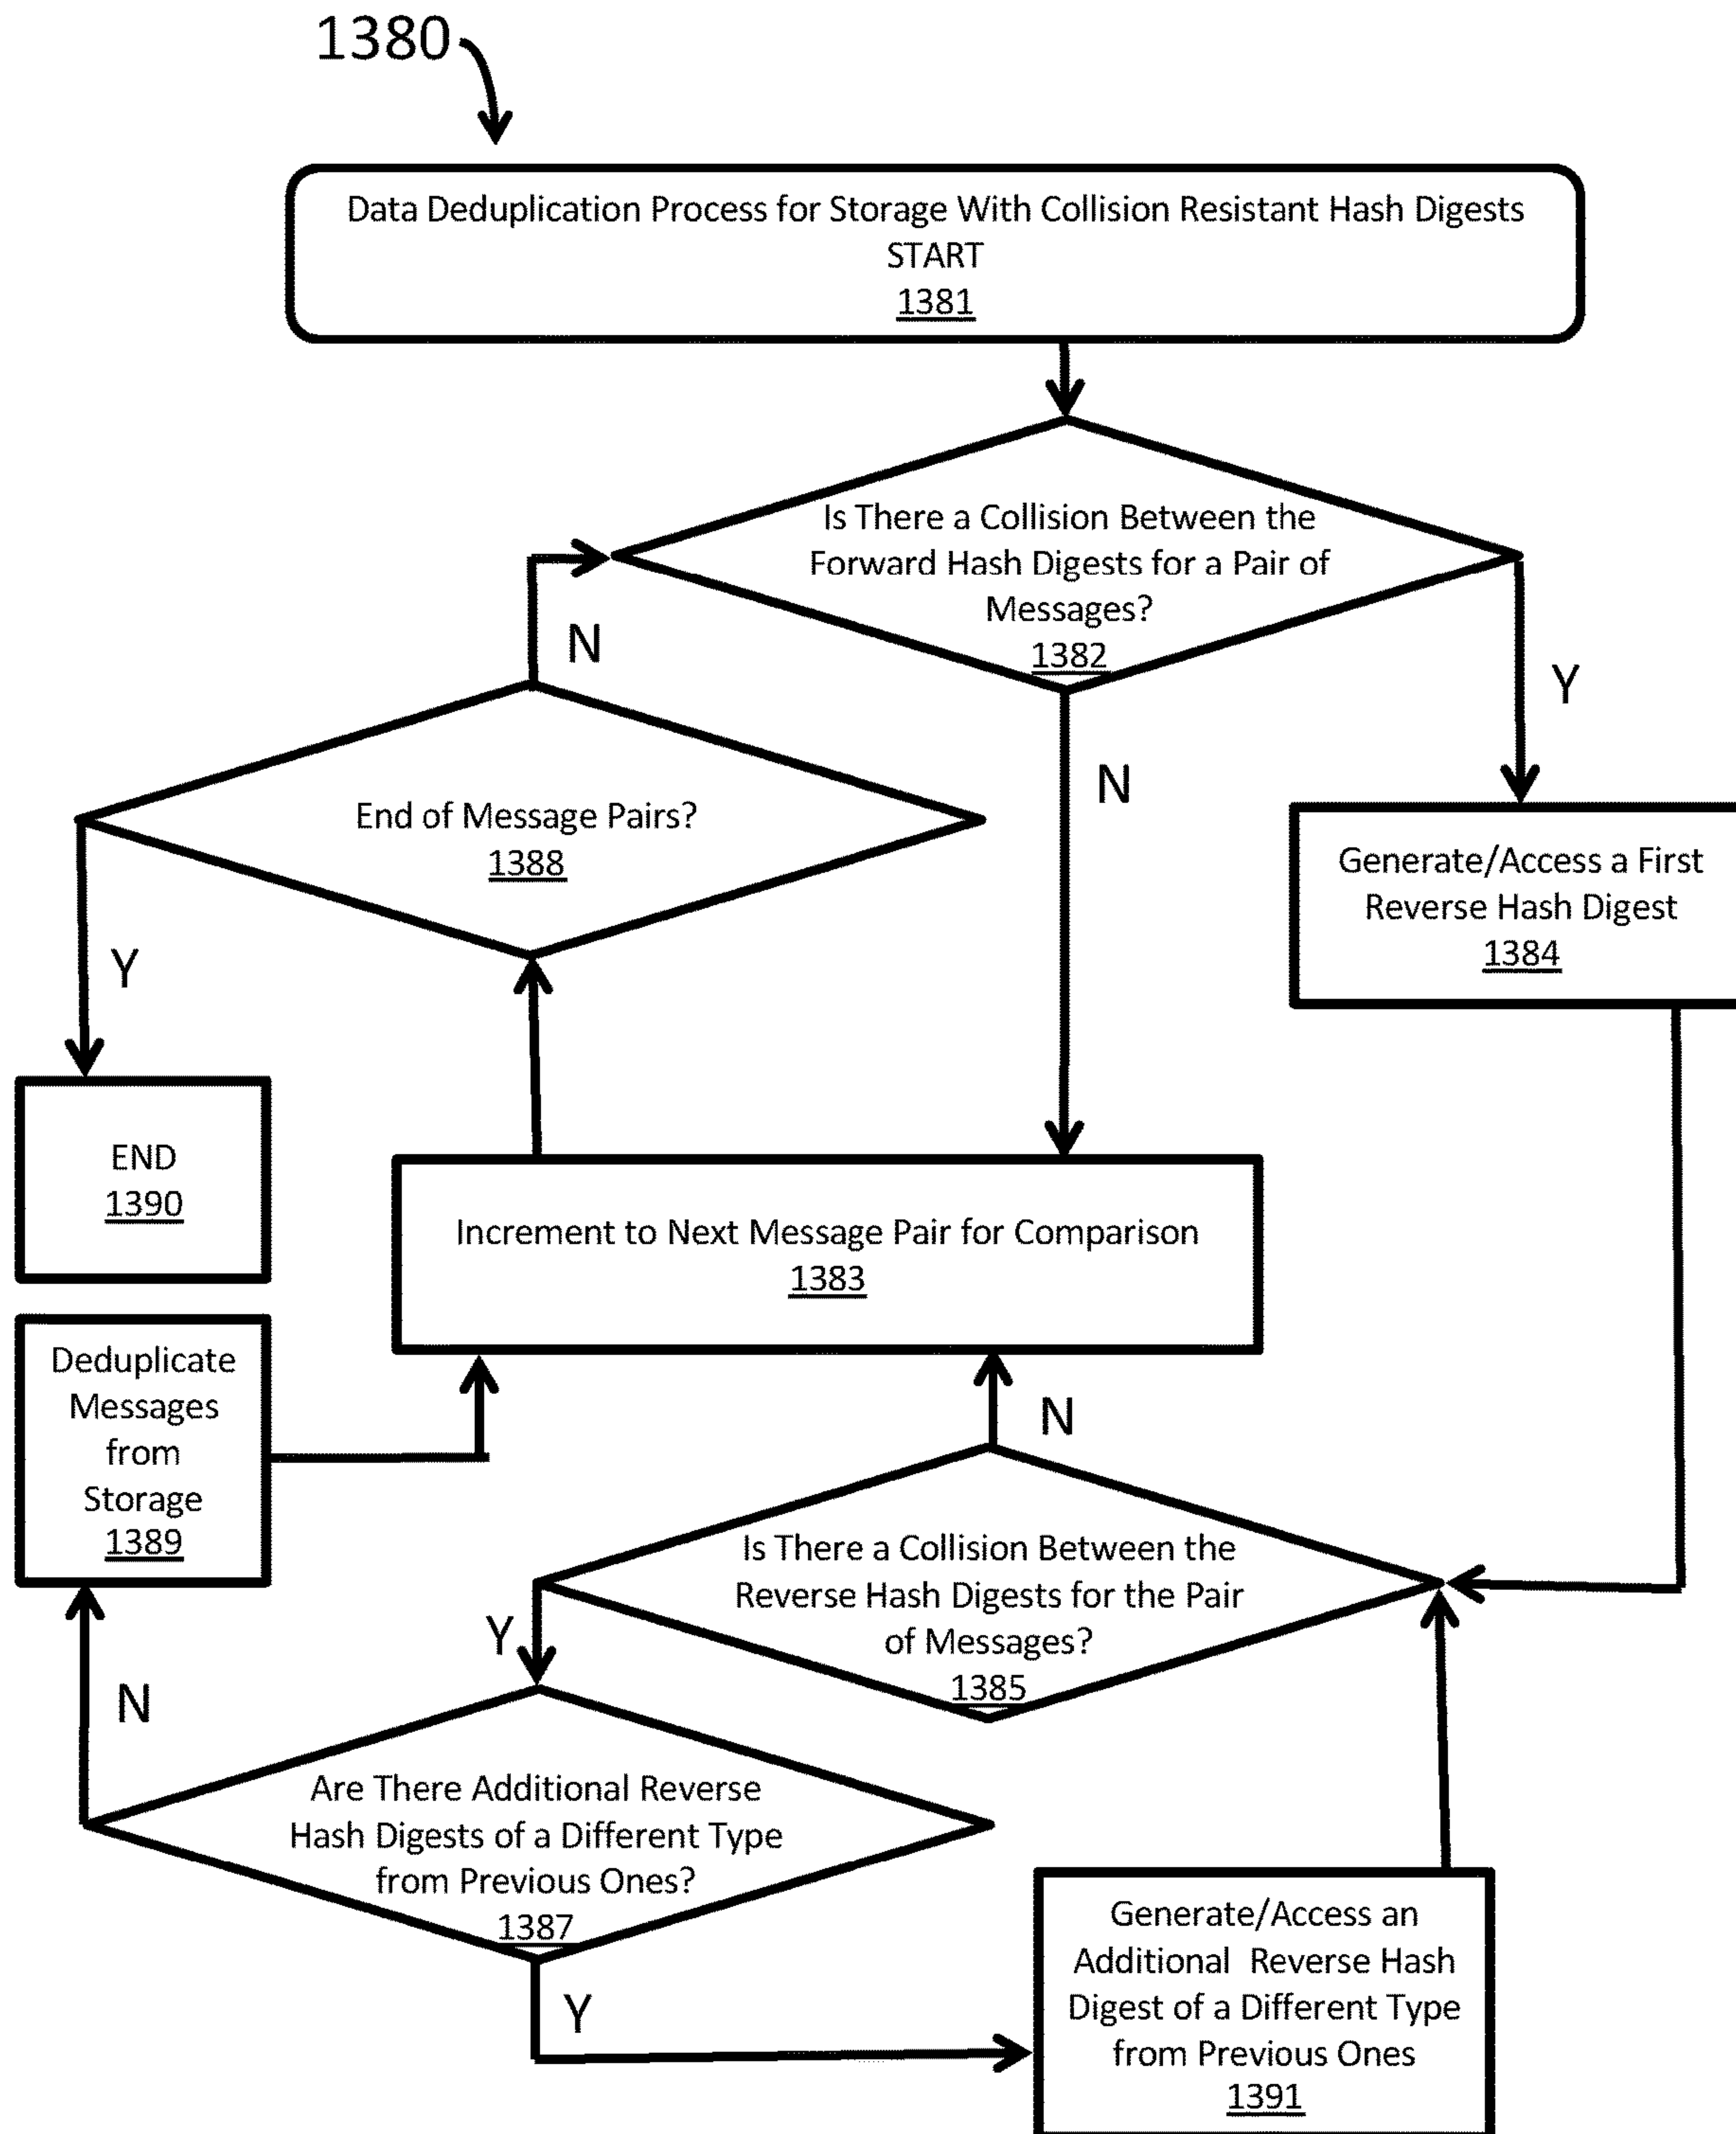 1380
Data Deduplication Process for Storage With Collision Resistant Hash Digests
START
1381
Is There a Collision Between the
Forward Hash Digests for a Pair of
Messages?
1382
N
Y
N
End of Message Pairs?
1388
Generate/Access a First
Reverse Hash Digest
1384
Y
END
1390
Increment to Next Message Pair for Comparison
1383
Deduplicate
Messages
from
Storage
1389
N
Is There a Collision Between the
Reverse Hash Digests for the Pair
of Messages?
1385
Y
N
Are There Additional Reverse
Hash Digests of a Different Type
from Previous Ones?
1387
Y
Generate/Access an
Additional Reverse Hash
Digest of a Different Type
from Previous Ones
1391